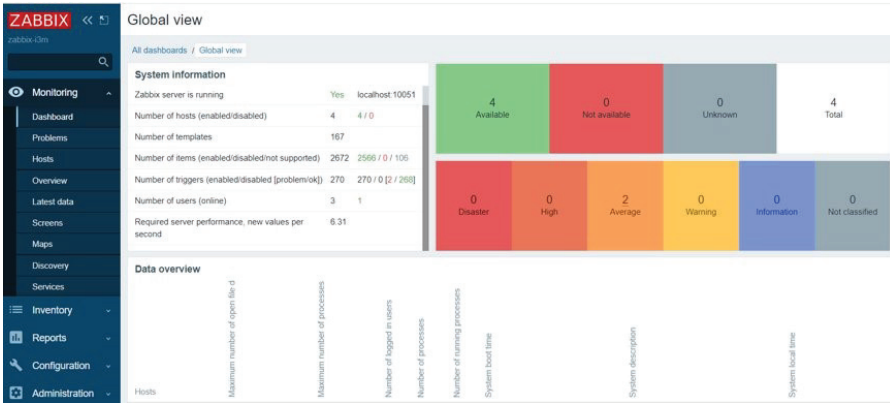 ZABBIX
zabbix-i3m
Monitoring
Dashboard
Problems
Hosts
Overview
Latest data
Screens
Maps
Discovery
Services
Inventory
Reports
Configuration
Administration
Global view
All dashboards / Global view
System information
Zabbix server is running Yes localhost:10051
Number of hosts (enabled/disabled) 4 4 / 0
Number of templates 167
Number of items (enabled/disabled/not supported) 2672 2566 / 0 / 106
Number of triggers (enabled/disabled [problem/ok]) 270 270 / 0 [2 / 268]
Number of users (online) 3 1
Required server performance, new values per
second 6.31
4
Available
0
Not available
0
Unknown
4
Total
0
Disaster
0
High
2
Average
0
Warning
0
Information
0
Not classified
Data overview
Hosts
Maximum number of open file d
Maximum number of processes
Number of logged in users
Number of processes
Number of running processes
System boot time
System description
System local time